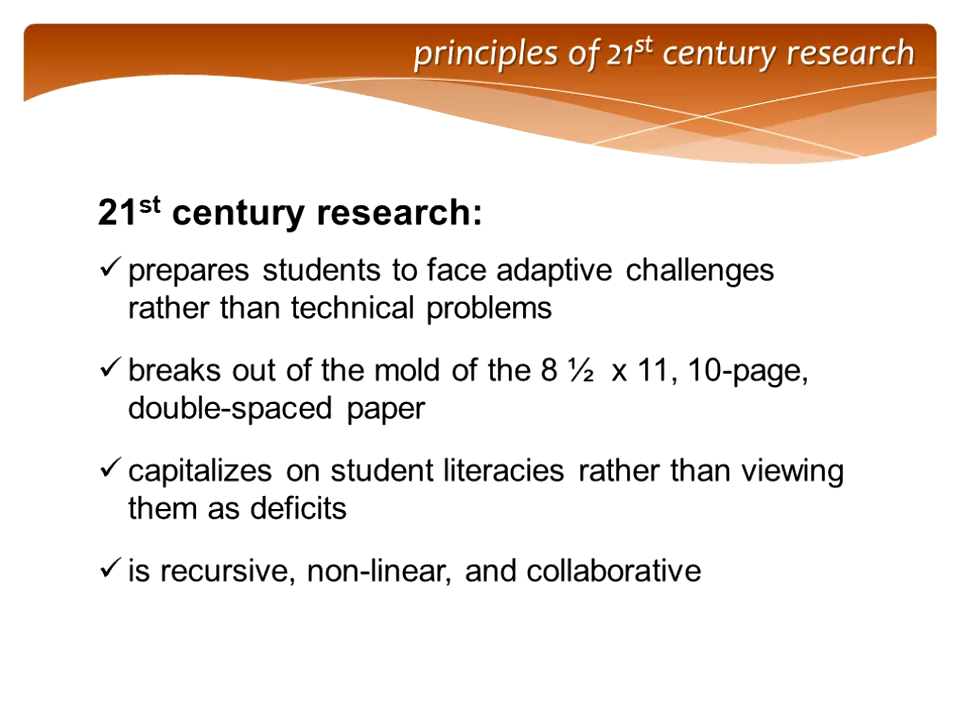 principles of 21st century research
21st century research:
✓ prepares students to face adaptive challenges
rather than technical problems
✓ breaks out of the mold of the 8 ½ x 11, 10-page,
double-spaced paper
✓ capitalizes on student literacies rather than viewing
them as deficits
✓ is recursive, non-linear, and collaborative